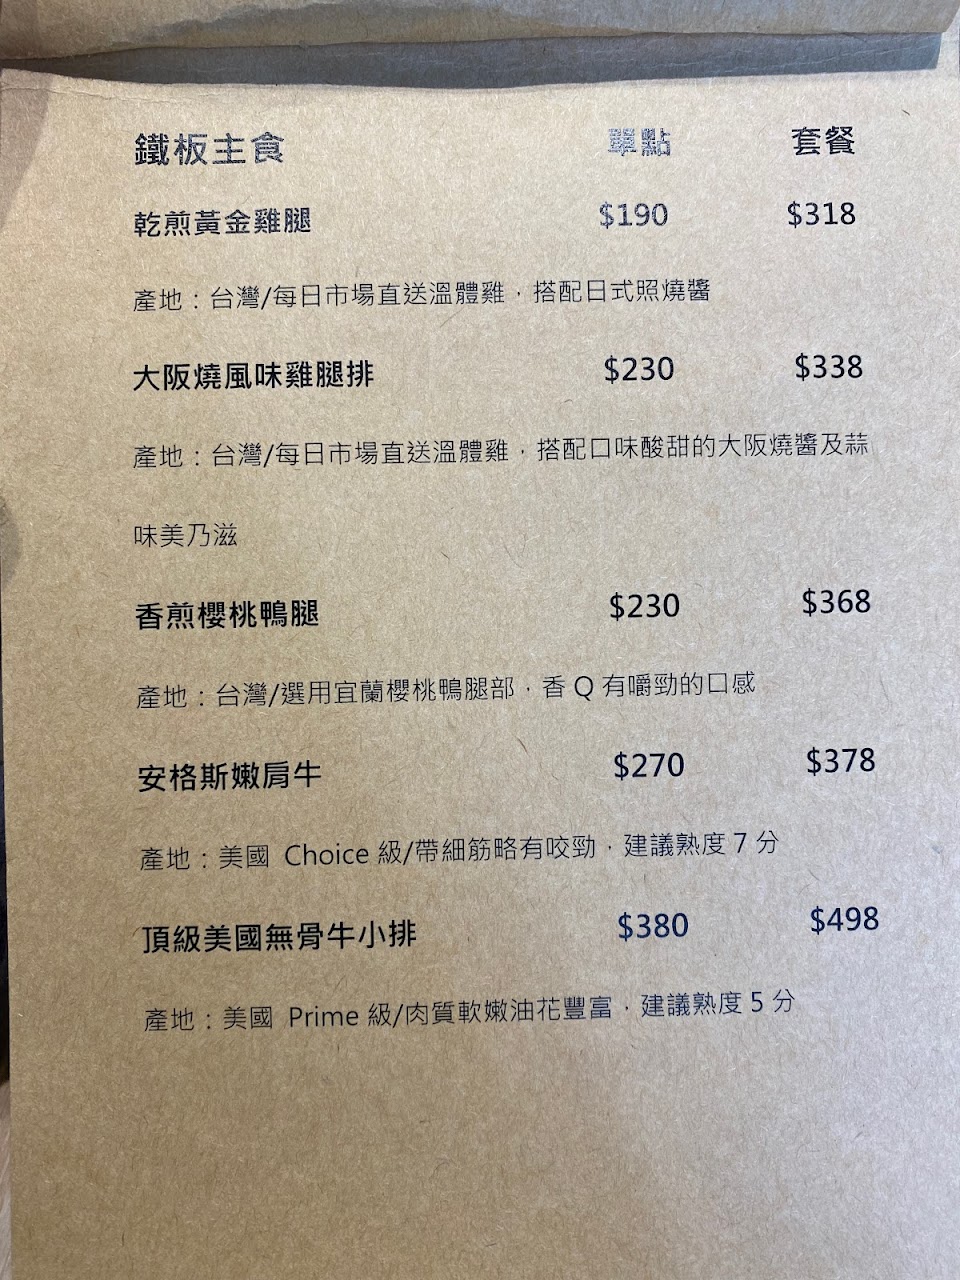 鐵板主食 單點 套餐
乾煎黃金雞腿 $190 $318
產地：台灣/每日市場直送溫體雞，搭配日式照燒醬
大阪燒風味雞腿排 $230 $338
產地：台灣/每日市場直送溫體雞，搭配口味酸甜的大阪燒醬及蒜
味美乃滋
香煎櫻桃鴨腿 $230 $368
產地：台灣/選用宜蘭櫻桃鴨腿部，香 Q 有嚼勁的口感
安格斯嫩肩牛 $270 $378
產地：美國 Choice 級/帶細筋略有咬勁，建議熟度 7 分
頂級美國無骨牛小排 $380 $498
產地：美國 Prime 級/肉質軟嫩油花豐富，建議熟度 5 分